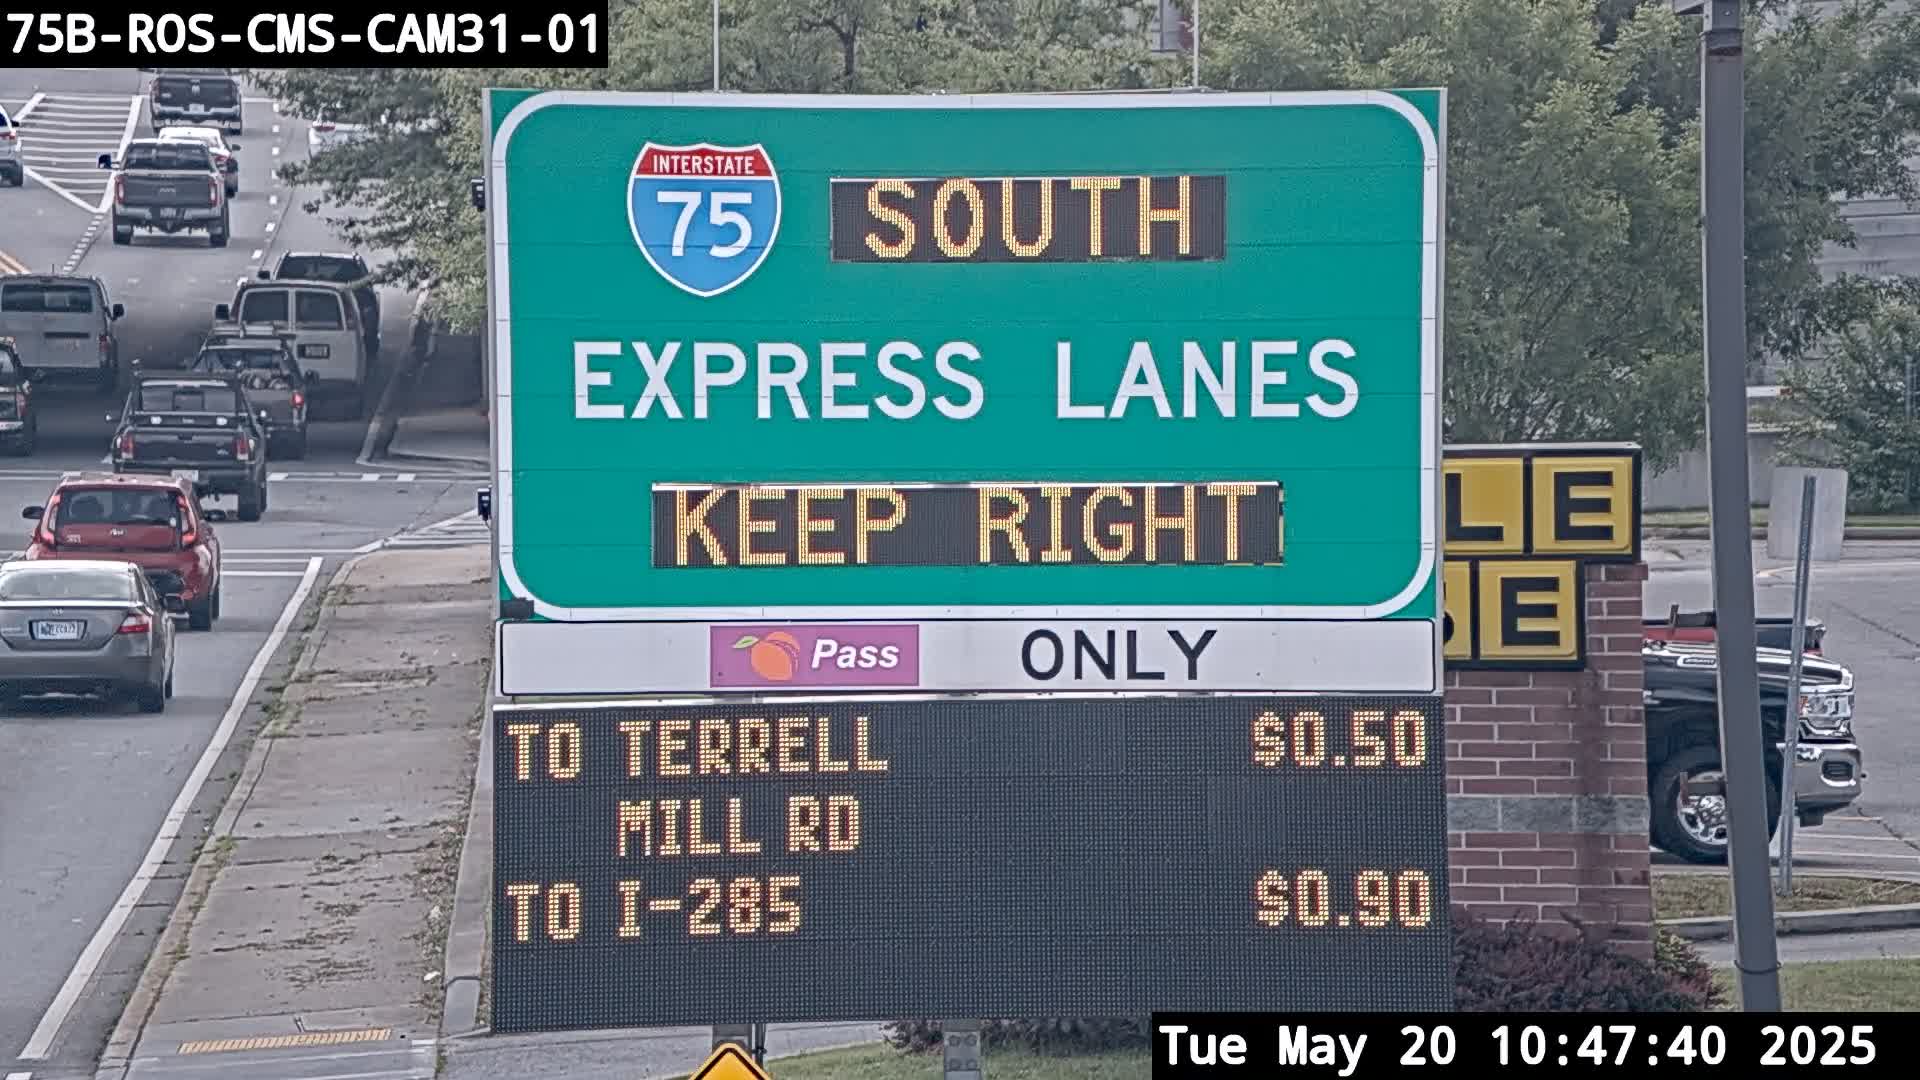 75B-ROS-CMS-CAM31-01
INTERSTATE
75
SOUTH
EXPRESS LANES
KEEP RIGHT
Pass ONLY
TO TERRELL $0.50
MILL RD
TO I-285 $0.90
LE
E
Tue May 20 10:47:40 2025